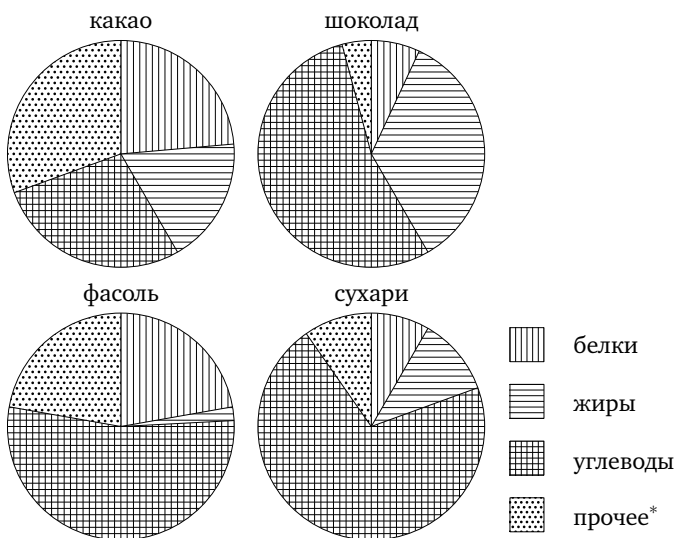 какао
шоколад
фасоль
сухари
белки
жиры
углеводы
прочее*